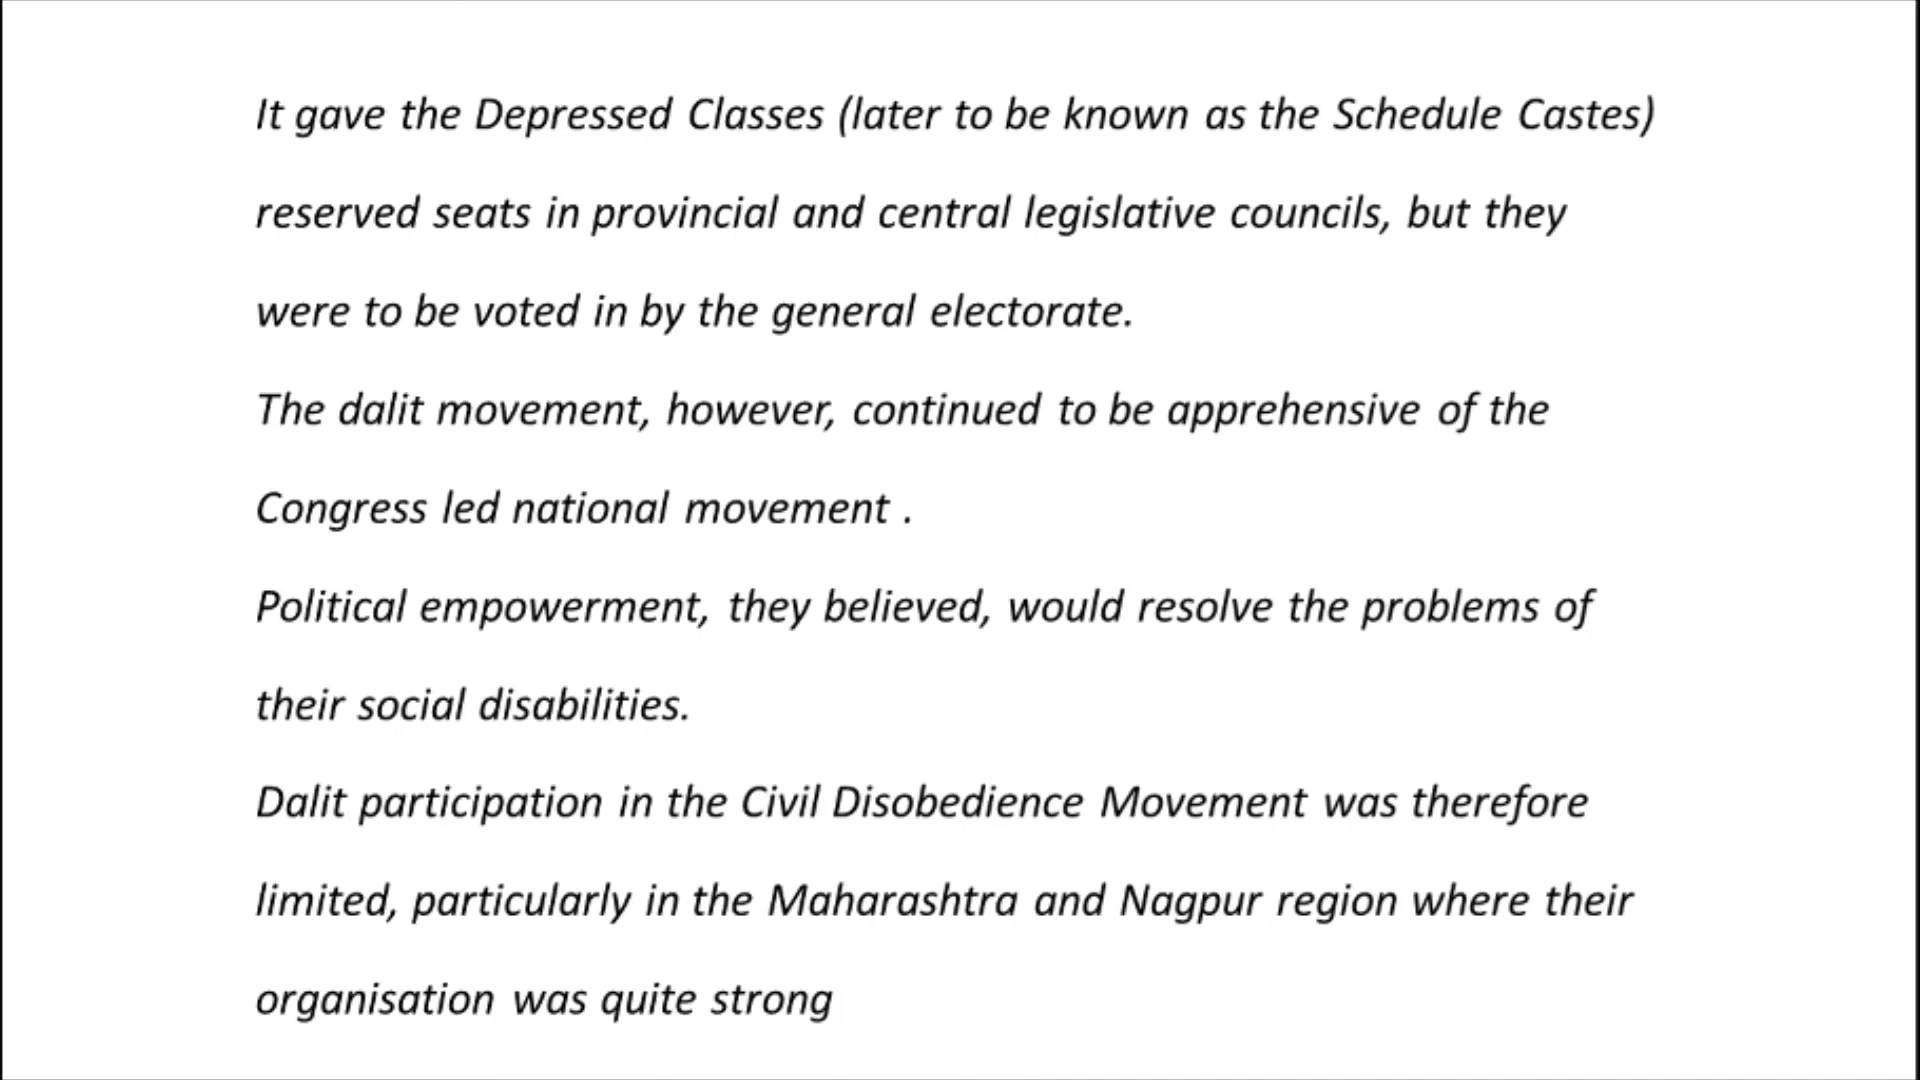 It gave the Depressed Classes (later to be known as the Schedule Castes)
reserved seats in provincial and central legislative councils, but they
were to be voted in by the general electorate.
The dalit movement, however, continued to be apprehensive of the
Congress led national movement .
Political empowerment, they believed, would resolve the problems of
their social disabilities.
Dalit participation in the Civil Disobedience Movement was therefore
limited, particularly in the Maharashtra and Nagpur region where their
organisation was quite strong